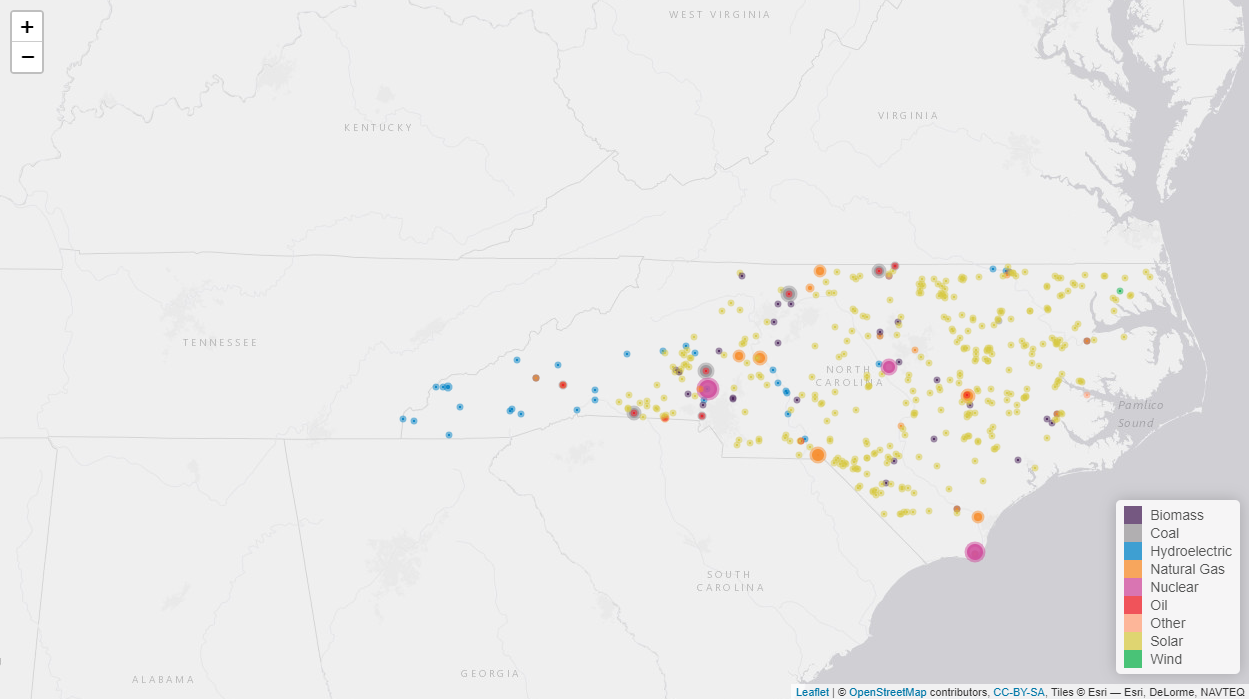 +
WEST VIRGINIA
−
VIRGINIA
KENTUCKY
TENNESSEE
NORTH
CAROLINA
Pamlico
Sound
SOUTH
CAROLINA
GEORGIA
ALABAMA
Biomass
Coal
Hydroelectric
Natural Gas
Nuclear
Oil
Other
Solar
Wind
Leaflet | © OpenStreetMap contributors, CC-BY-SA, Tiles © Esri — Esri, DeLorme, NAVTEQ